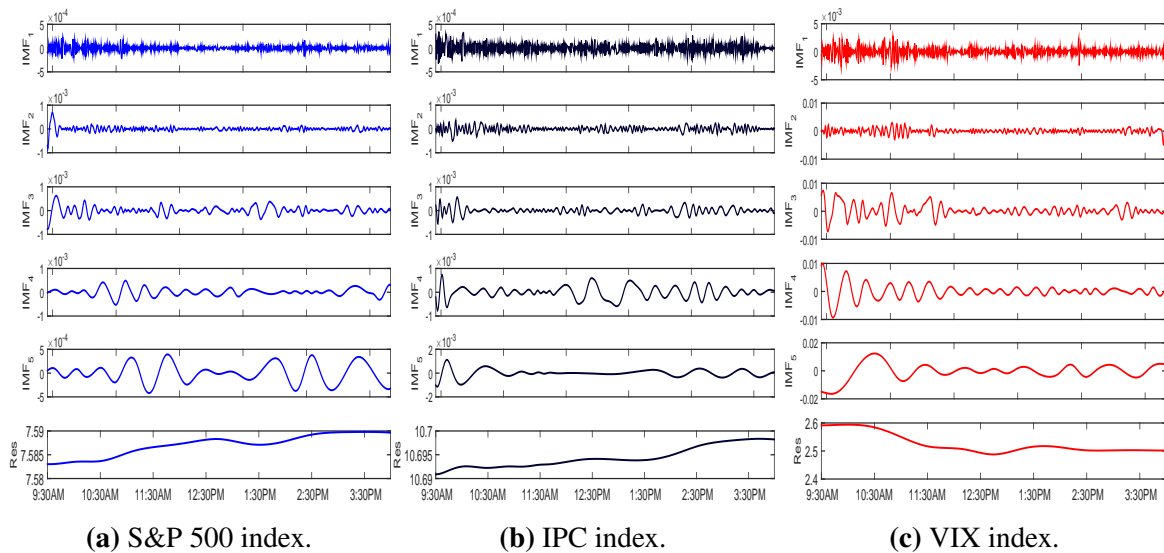 ×10⁻⁴
5
0
-5
IMF₁
×10⁻³
1
0
-1
IMF₂
×10⁻³
1
0
-1
IMF₃
×10⁻³
1
0
-1
IMF₄
×10⁻⁴
5
0
-5
IMF₅
7.59
7.585
7.58
Res
9:30AM 10:30AM 11:30AM 12:30PM 1:30PM 2:30PM 3:30PM
(a) S&P 500 index.
×10⁻⁴
5
0
-5
IMF₁
×10⁻³
1
0
-1
IMF₂
×10⁻³
1
0
-1
IMF₃
×10⁻³
1
0
-1
IMF₄
×10⁻³
2
0
-2
IMF₅
10.7
10.695
10.69
Res
9:30AM 10:30AM 11:30AM 12:30PM 1:30PM 2:30PM 3:30PM
(b) IPC index.
×10⁻³
5
0
-5
IMF₁
0.01
0
-0.01
IMF₂
0.01
0
-0.01
IMF₃
0.01
0
-0.01
IMF₄
0.02
0
-0.02
IMF₅
2.6
2.5
2.4
Res
9:30AM 10:30AM 11:30AM 12:30PM 1:30PM 2:30PM 3:30PM
(c) VIX index.